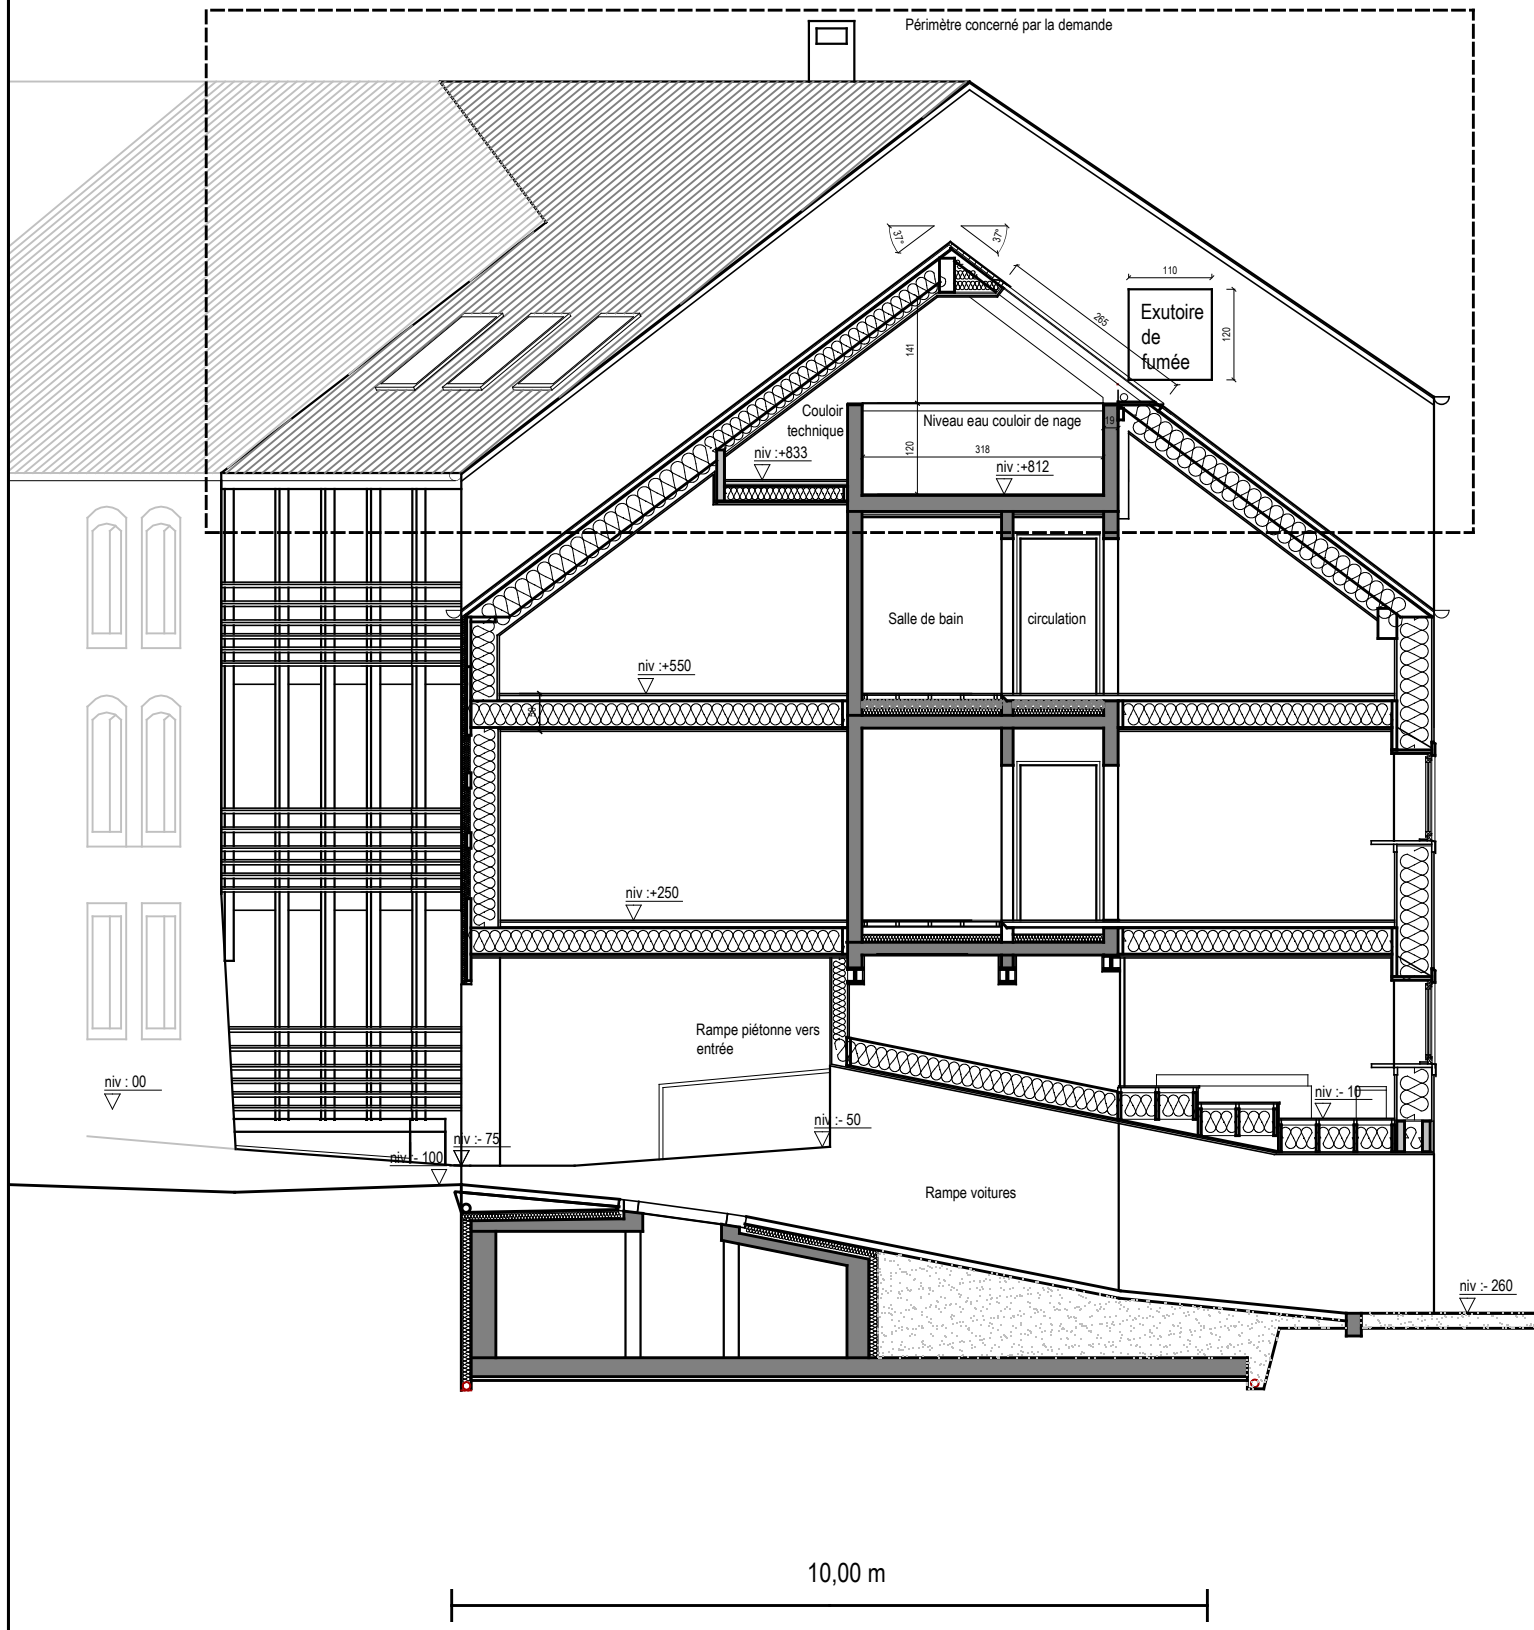 Périmètre concerné par la demande
37°
37°
110
265
Exutoire
de
fumée
120
141
Couloir
technique
Niveau eau couloir de nage
19
niv :+833
120
318
niv :+812
Salle de bain
circulation
niv :+550
niv :+250
Rampe piétonne vers
entrée
niv : 00
niv :- 10
niv :- 50
niv :- 75
niv :- 100
Rampe voitures
niv :- 260
10,00 m